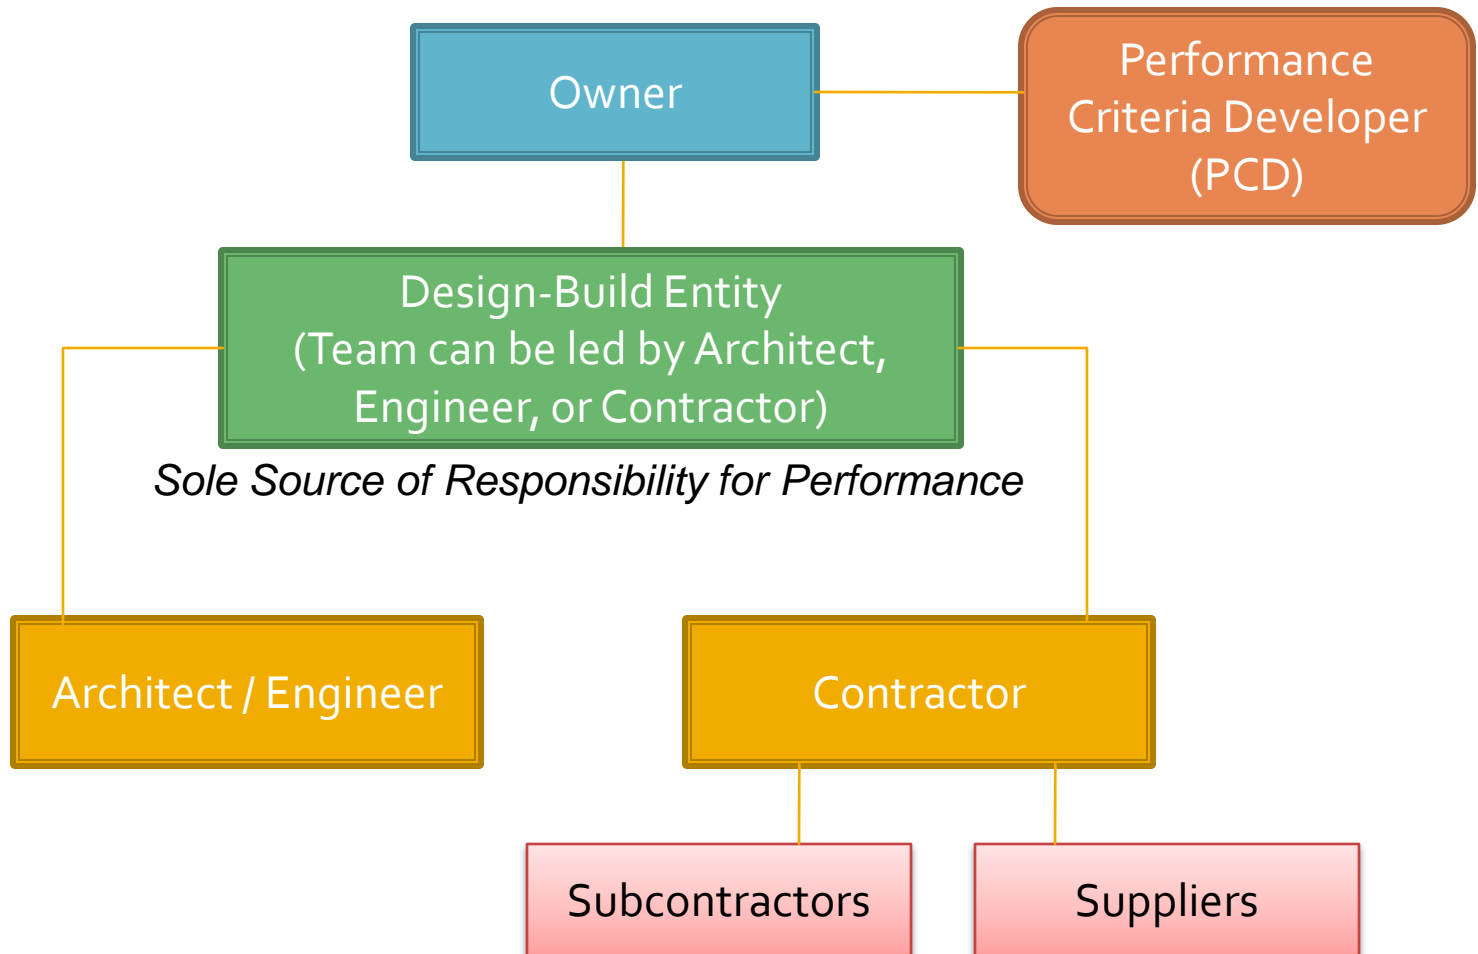 Owner
Performance
Criteria Developer
(PCD)
Design-Build Entity
(Team can be led by Architect,
Engineer, or Contractor)
Sole Source of Responsibility for Performance
Architect / Engineer
Contractor
Subcontractors
Suppliers